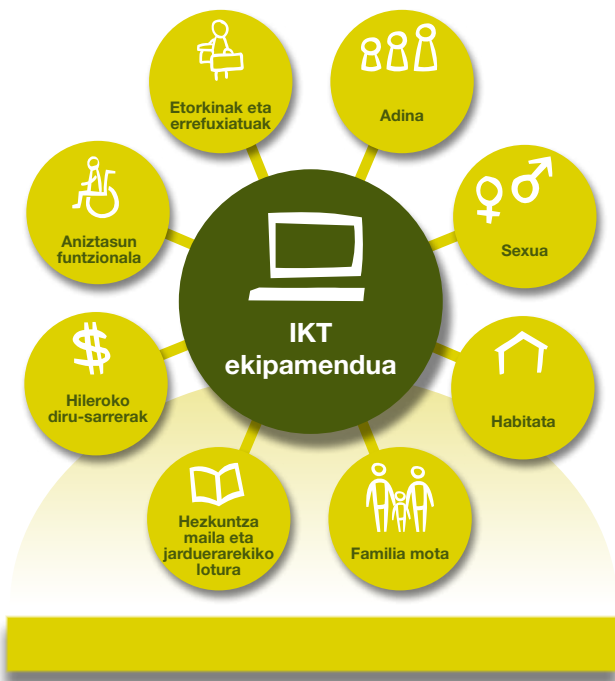 Etorkinak eta
errefuxiatuak
Adina
Aniztasun
funtzionala
Sexua
IKT
ekipamendua
Hileroko
diru-sarrerak
Habitata
Hezkuntza
maila eta
jarduerarekiko
lotura
Familia mota